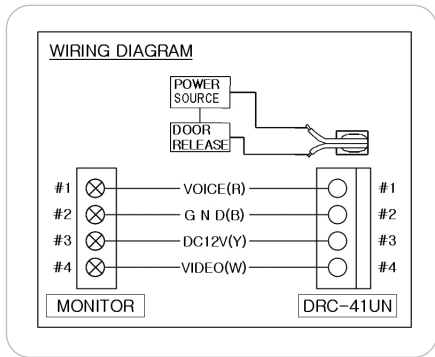 WIRING DIAGRAM
POWER
SOURCE
DOOR
RELEASE
#1 VOICE(R) #1
#2 G N D(B) #2
#3 DC12V(Y) #3
#4 VIDEO(W) #4
MONITOR DRC-41UN